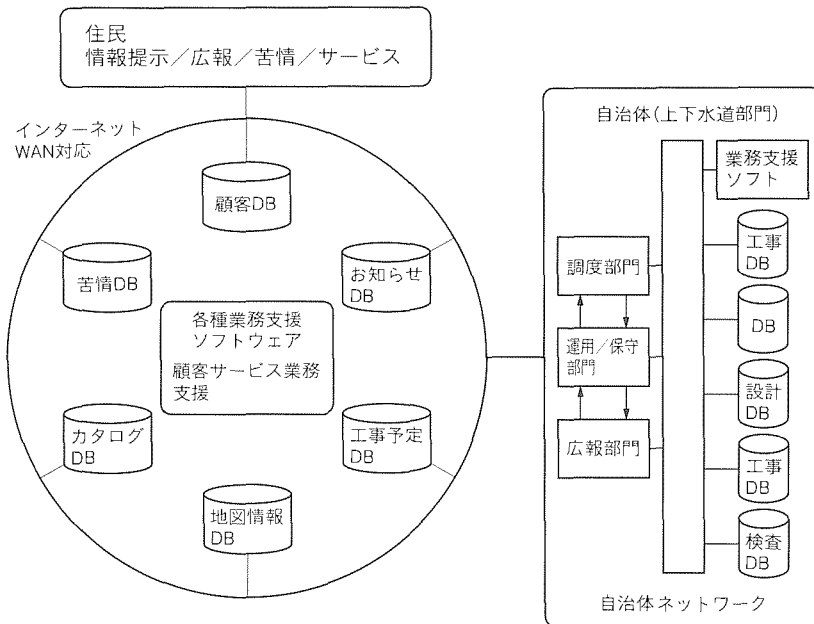 住民
情報提示／広報／苦情／サービス
インターネット
WAN対応
顧客DB
苦情DB
お知らせ
DB
各種業務支援
ソフトウェア
顧客サービス業務
支援
カタログ
DB
工事予定
DB
地図情報
DB
自治体(上下水道部門)
業務支援
ソフト
調度部門
運用／保守
部門
広報部門
工事
DB
DB
設計
DB
工事
DB
検査
DB
自治体ネットワーク